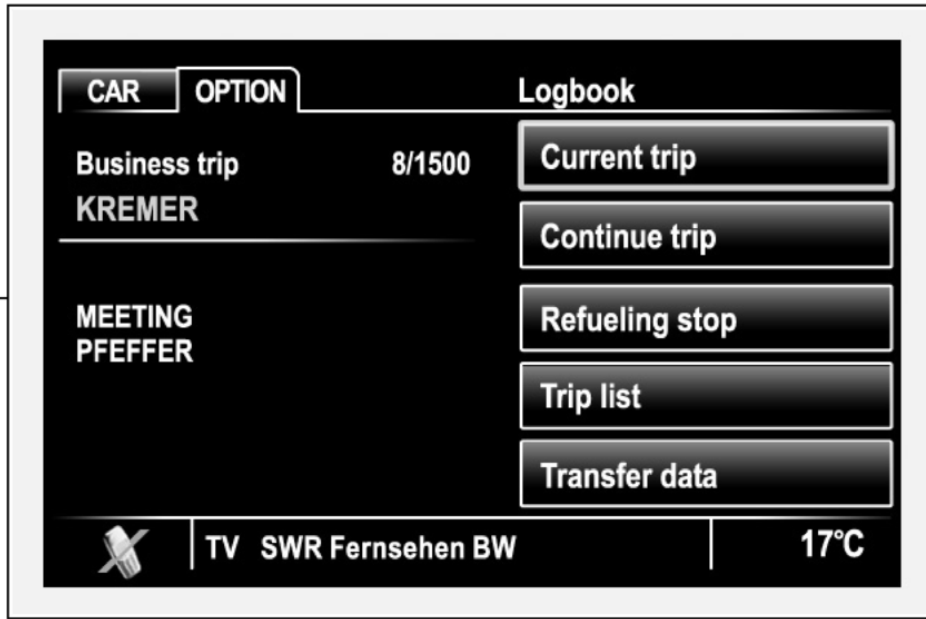 CAR OPTION Logbook
Business trip 8/1500
KREMER
MEETING
PFEFFER
Current trip
Continue trip
Refueling stop
Trip list
Transfer data
TV SWR Fernsehen BW 17°C